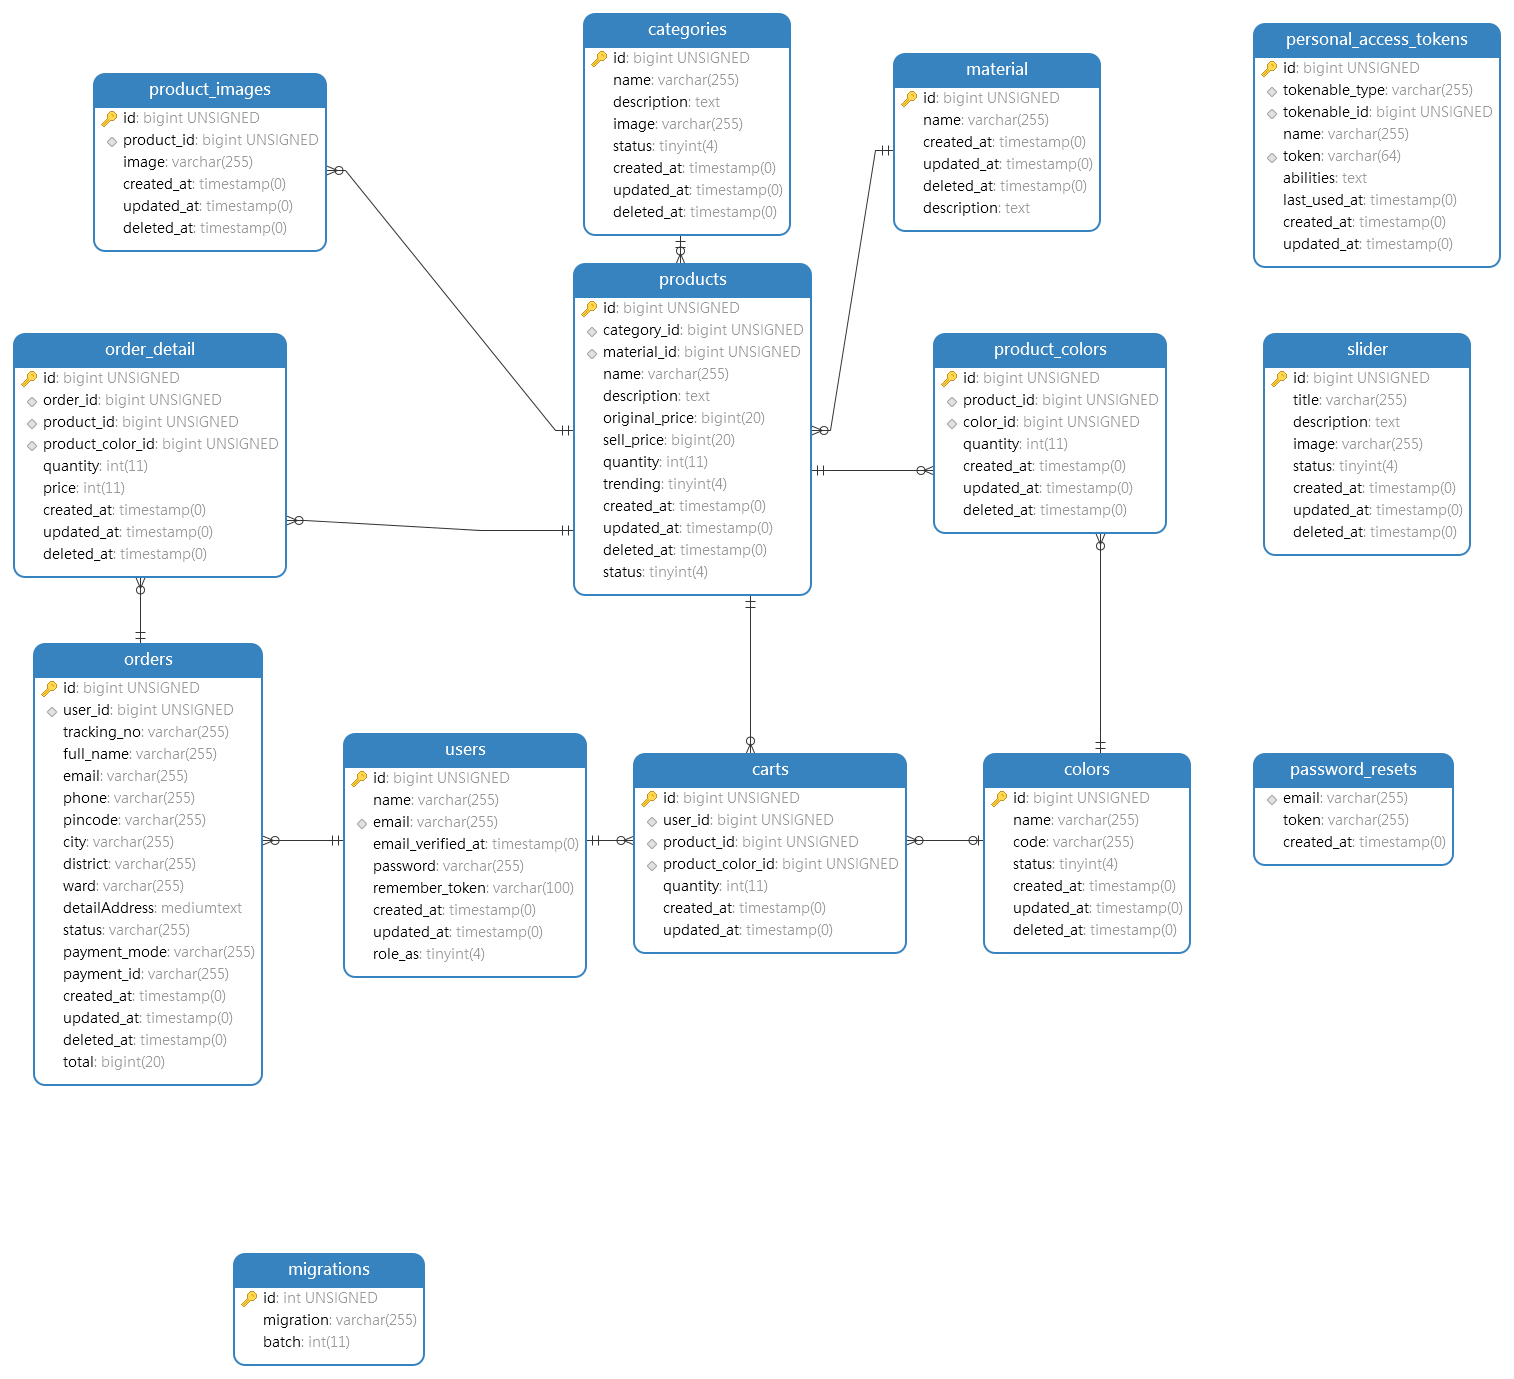 categories
id: bigint UNSIGNED
name: varchar(255)
description: text
image: varchar(255)
status: tinyint(4)
created_at: timestamp(0)
updated_at: timestamp(0)
deleted_at: timestamp(0)
personal_access_tokens
id: bigint UNSIGNED
tokenable_type: varchar(255)
tokenable_id: bigint UNSIGNED
name: varchar(255)
token: varchar(64)
abilities: text
last_used_at: timestamp(0)
created_at: timestamp(0)
updated_at: timestamp(0)
material
id: bigint UNSIGNED
name: varchar(255)
created_at: timestamp(0)
updated_at: timestamp(0)
deleted_at: timestamp(0)
description: text
product_images
id: bigint UNSIGNED
product_id: bigint UNSIGNED
image: varchar(255)
created_at: timestamp(0)
updated_at: timestamp(0)
deleted_at: timestamp(0)
products
id: bigint UNSIGNED
category_id: bigint UNSIGNED
material_id: bigint UNSIGNED
name: varchar(255)
description: text
original_price: bigint(20)
sell_price: bigint(20)
quantity: int(11)
trending: tinyint(4)
created_at: timestamp(0)
updated_at: timestamp(0)
deleted_at: timestamp(0)
status: tinyint(4)
order_detail
id: bigint UNSIGNED
order_id: bigint UNSIGNED
product_id: bigint UNSIGNED
product_color_id: bigint UNSIGNED
quantity: int(11)
price: int(11)
created_at: timestamp(0)
updated_at: timestamp(0)
deleted_at: timestamp(0)
product_colors
id: bigint UNSIGNED
product_id: bigint UNSIGNED
color_id: bigint UNSIGNED
quantity: int(11)
created_at: timestamp(0)
updated_at: timestamp(0)
deleted_at: timestamp(0)
slider
id: bigint UNSIGNED
title: varchar(255)
description: text
image: varchar(255)
status: tinyint(4)
created_at: timestamp(0)
updated_at: timestamp(0)
deleted_at: timestamp(0)
orders
id: bigint UNSIGNED
user_id: bigint UNSIGNED
tracking_no: varchar(255)
full_name: varchar(255)
email: varchar(255)
phone: varchar(255)
pincode: varchar(255)
city: varchar(255)
district: varchar(255)
ward: varchar(255)
detailAddress: mediumtext
status: varchar(255)
payment_mode: varchar(255)
payment_id: varchar(255)
created_at: timestamp(0)
updated_at: timestamp(0)
deleted_at: timestamp(0)
total: bigint(20)
users
id: bigint UNSIGNED
name: varchar(255)
email: varchar(255)
email_verified_at: timestamp(0)
password: varchar(255)
remember_token: varchar(100)
created_at: timestamp(0)
updated_at: timestamp(0)
role_as: tinyint(4)
carts
id: bigint UNSIGNED
user_id: bigint UNSIGNED
product_id: bigint UNSIGNED
product_color_id: bigint UNSIGNED
quantity: int(11)
created_at: timestamp(0)
updated_at: timestamp(0)
colors
id: bigint UNSIGNED
name: varchar(255)
code: varchar(255)
status: tinyint(4)
created_at: timestamp(0)
updated_at: timestamp(0)
deleted_at: timestamp(0)
password_resets
email: varchar(255)
token: varchar(255)
created_at: timestamp(0)
migrations
id: int UNSIGNED
migration: varchar(255)
batch: int(11)